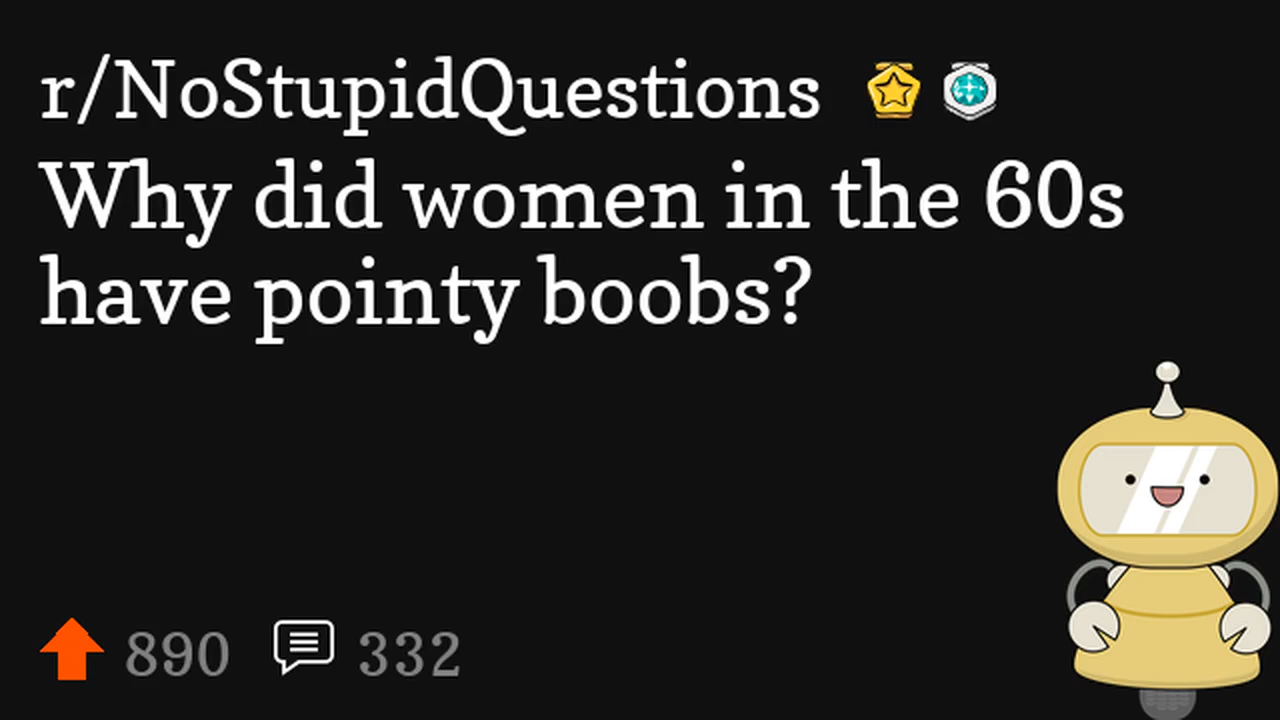 r/NoStupidQuestions
Why did women in the 60s
have pointy boobs?
890 332